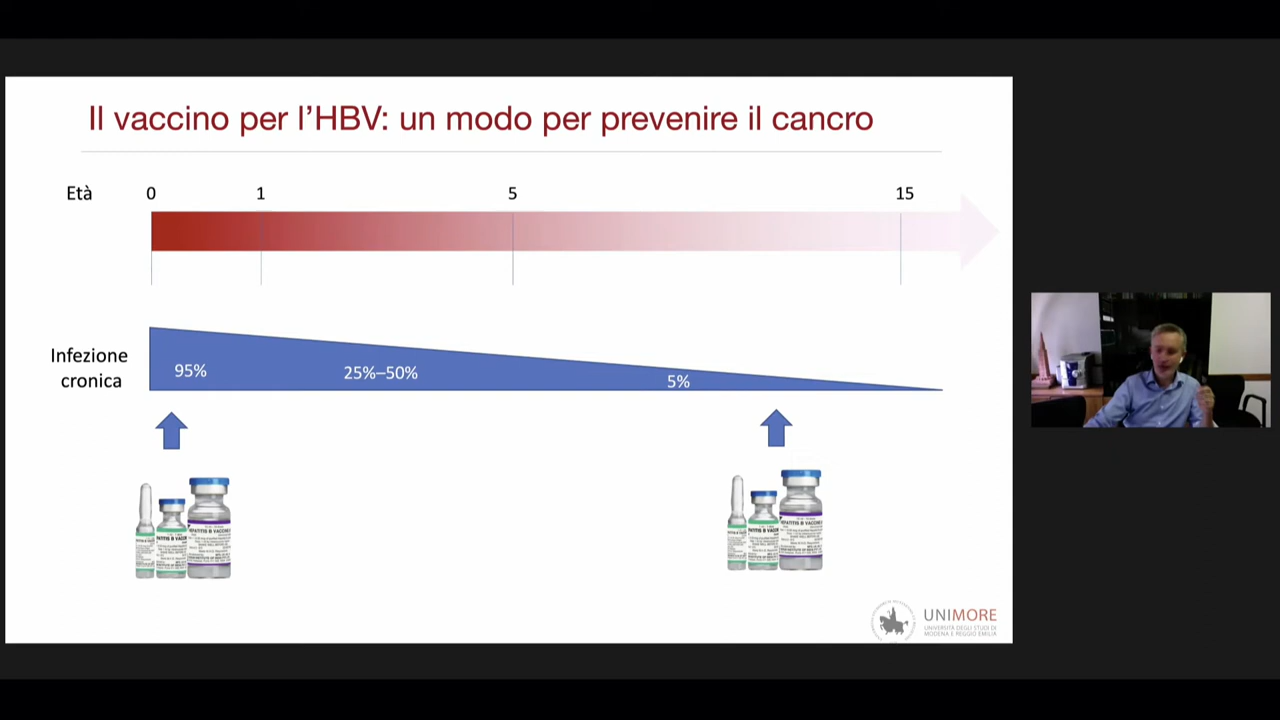 Il vaccino per l’HBV: un modo per prevenire il cancro
Età 0 1 5 15
Infezione
cronica
95% 25%–50% 5%
UNIMORE
UNIVERSITÀ DEGLI STUDI DI
MODENA E REGGIO EMILIA